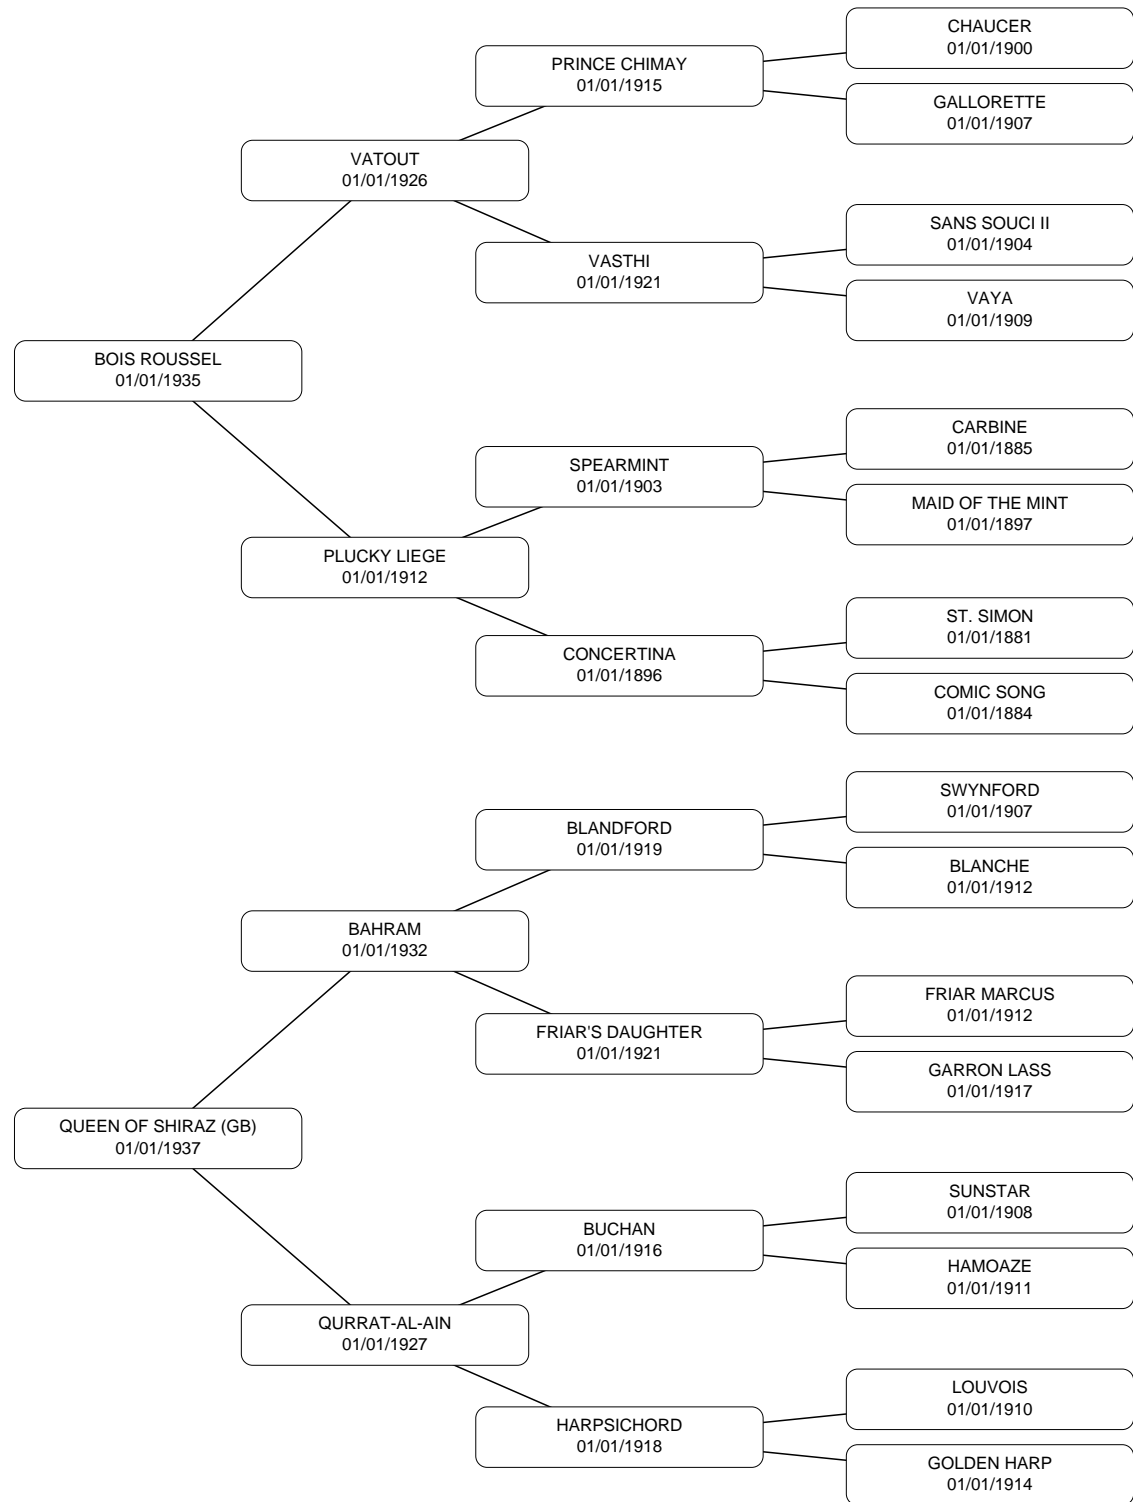 CHAUCER
01/01/1900
PRINCE CHIMAY
01/01/1915
GALLORETTE
01/01/1907
VATOUT
01/01/1926
SANS SOUCI II
01/01/1904
VASTHI
01/01/1921
VAYA
01/01/1909
BOIS ROUSSEL
01/01/1935
CARBINE
01/01/1885
SPEARMINT
01/01/1903
MAID OF THE MINT
01/01/1897
PLUCKY LIEGE
01/01/1912
ST. SIMON
01/01/1881
CONCERTINA
01/01/1896
COMIC SONG
01/01/1884
SWYNFORD
01/01/1907
BLANDFORD
01/01/1919
BLANCHE
01/01/1912
BAHRAM
01/01/1932
FRIAR MARCUS
01/01/1912
FRIAR'S DAUGHTER
01/01/1921
GARRON LASS
01/01/1917
QUEEN OF SHIRAZ (GB)
01/01/1937
SUNSTAR
01/01/1908
BUCHAN
01/01/1916
HAMOAZE
01/01/1911
QURRAT-AL-AIN
01/01/1927
LOUVOIS
01/01/1910
HARPSICHORD
01/01/1918
GOLDEN HARP
01/01/1914